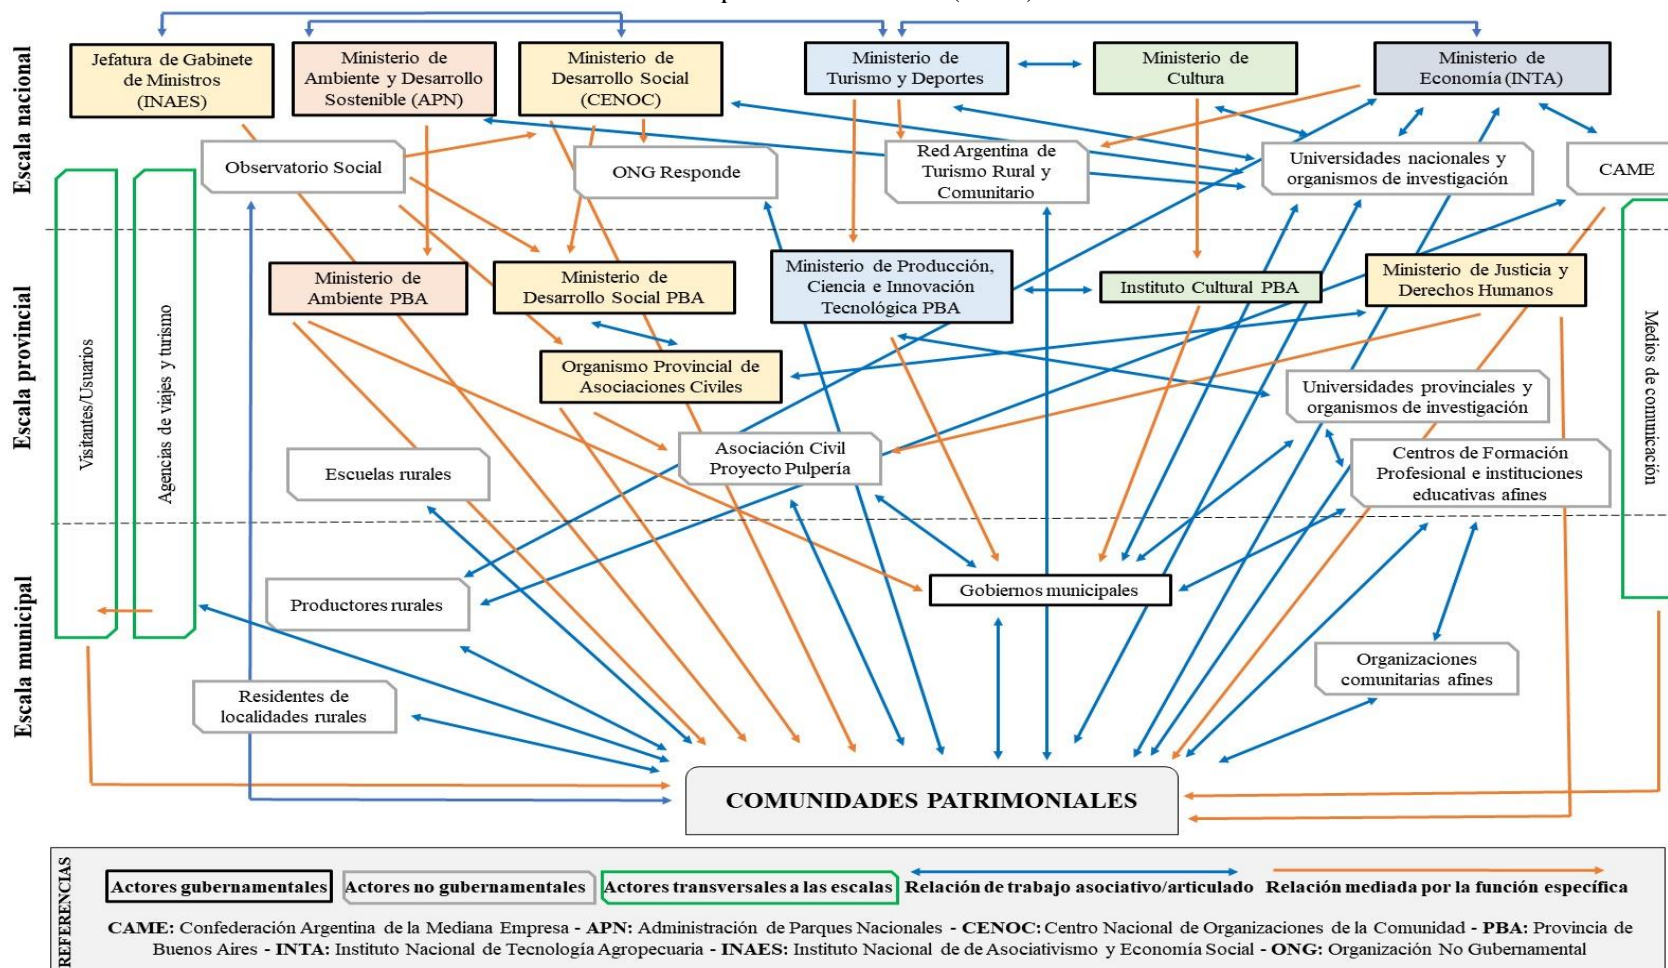 Escala nacional
Jefatura de Gabinete
de Ministros
(INAES)
Ministerio de
Ambiente y Desarrollo
Sostenible (APN)
Ministerio de
Desarrollo Social
(CENOC)
Ministerio de
Turismo y Deportes
Ministerio de
Cultura
Ministerio de
Economía (INTA)
Observatorio Social
ONG Responde
Red Argentina de
Turismo Rural y
Comunitario
Universidades nacionales y
organismos de investigación
CAME
Escala provincial
Visitantes/Usuarios
Agencias de viajes y turismo
Ministerio de
Ambiente PBA
Ministerio de
Desarrollo Social PBA
Ministerio de Producción,
Ciencia e Innovación
Tecnológica PBA
Instituto Cultural PBA
Ministerio de Justicia y
Derechos Humanos
Medios de comunicación
Organismo Provincial de
Asociaciones Civiles
Universidades provinciales y
organismos de investigación
Escuelas rurales
Asociación Civil
Proyecto Pulpería
Centros de Formación
Profesional e instituciones
educativas afines
Escala municipal
Productores rurales
Gobiernos municipales
Residentes de
localidades rurales
Organizaciones
comunitarias afines
COMUNIDADES PATRIMONIALES
REFERENCIAS
Actores gubernamentales
Actores no gubernamentales
Actores transversales a las escalas
Relación de trabajo asociativo/articulado
Relación mediada por la función específica
CAME: Confederación Argentina de la Mediana Empresa - APN: Administración de Parques Nacionales - CENOC: Centro Nacional de Organizaciones de la Comunidad - PBA: Provincia de
Buenos Aires - INTA: Instituto Nacional de Tecnología Agropecuaria - INAES: Instituto Nacional de de Asociativismo y Economía Social - ONG: Organización No Gubernamental